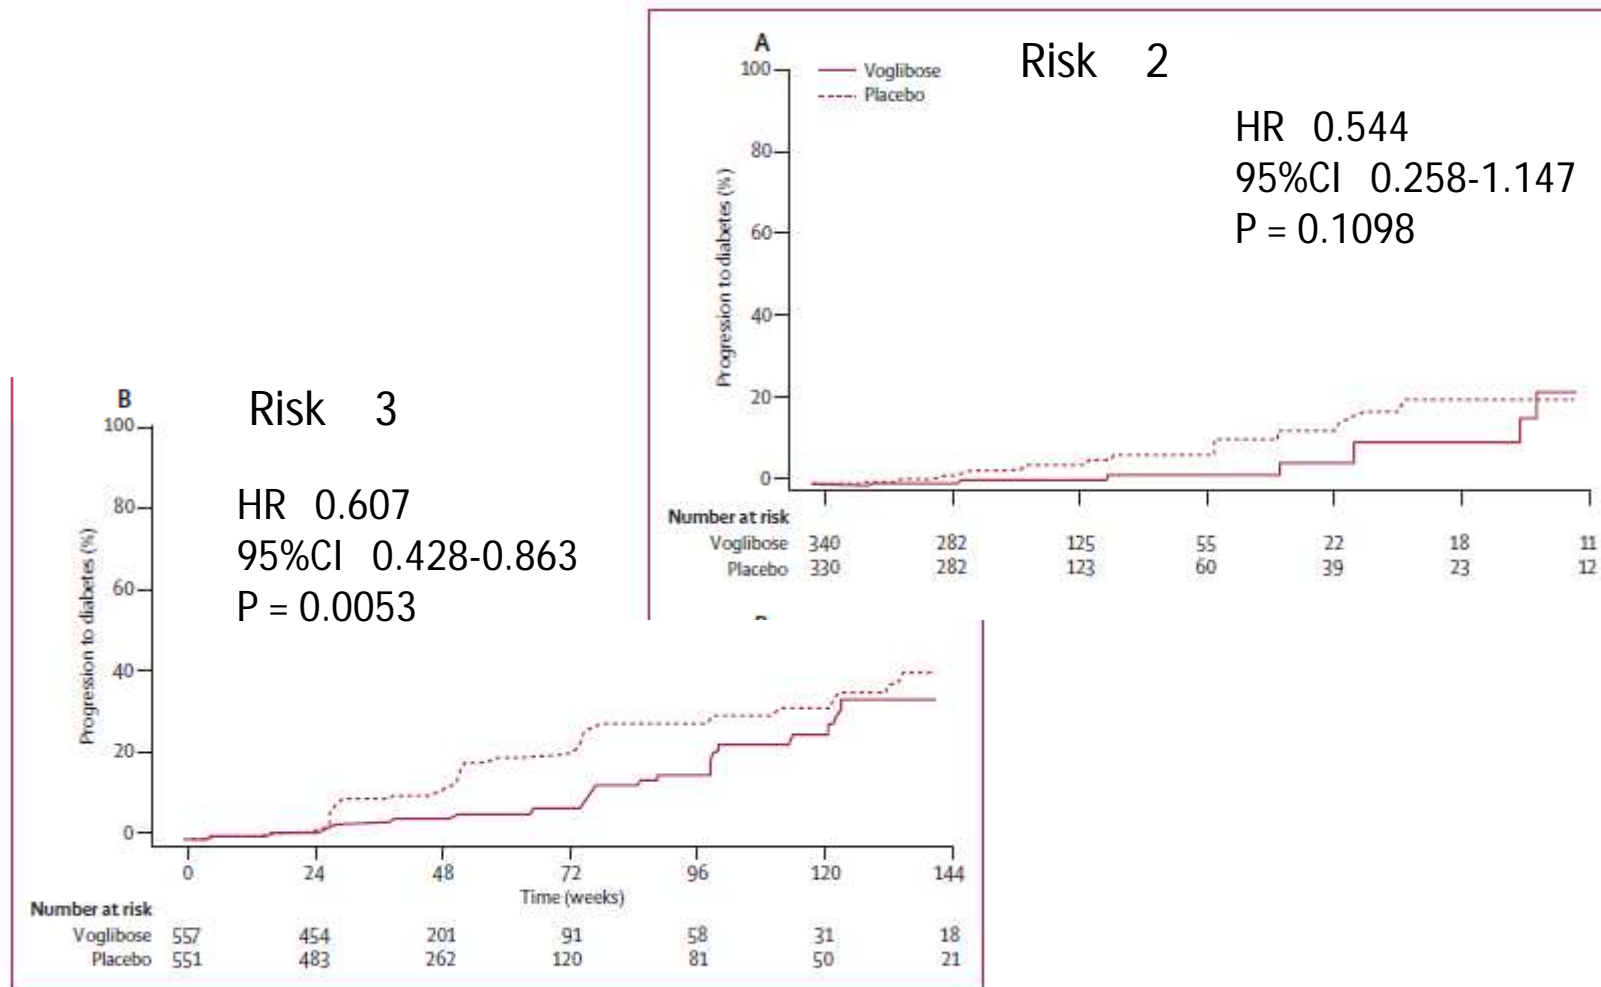 A
Risk 2
Voglibose
Placebo
HR 0.544
95%CI 0.258-1.147
P = 0.1098
Progression to diabetes (%)
100
80
60
40
20
0
Number at risk
Voglibose 340 282 125 55 22 18 11
Placebo 330 282 123 60 39 23 12
B
Risk 3
HR 0.607
95%CI 0.428-0.863
P = 0.0053
Progression to diabetes (%)
100
80
60
40
20
0
0 24 48 72 96 120 144
Time (weeks)
Number at risk
Voglibose 557 454 201 91 58 31 18
Placebo 551 483 262 120 81 50 21